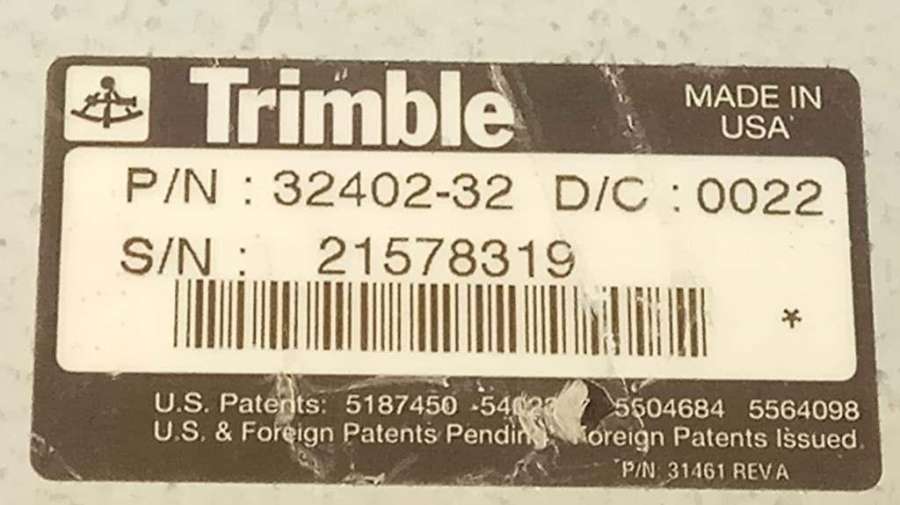 Trimble
MADE IN
USA
P/N : 32402-32 D/C : 0022
S/N : 21578319
*
U.S. Patents: 5187450 5504684 5564098
U.S. & Foreign Patents Pending Foreign Patents Issued
P/N 31461 REV A